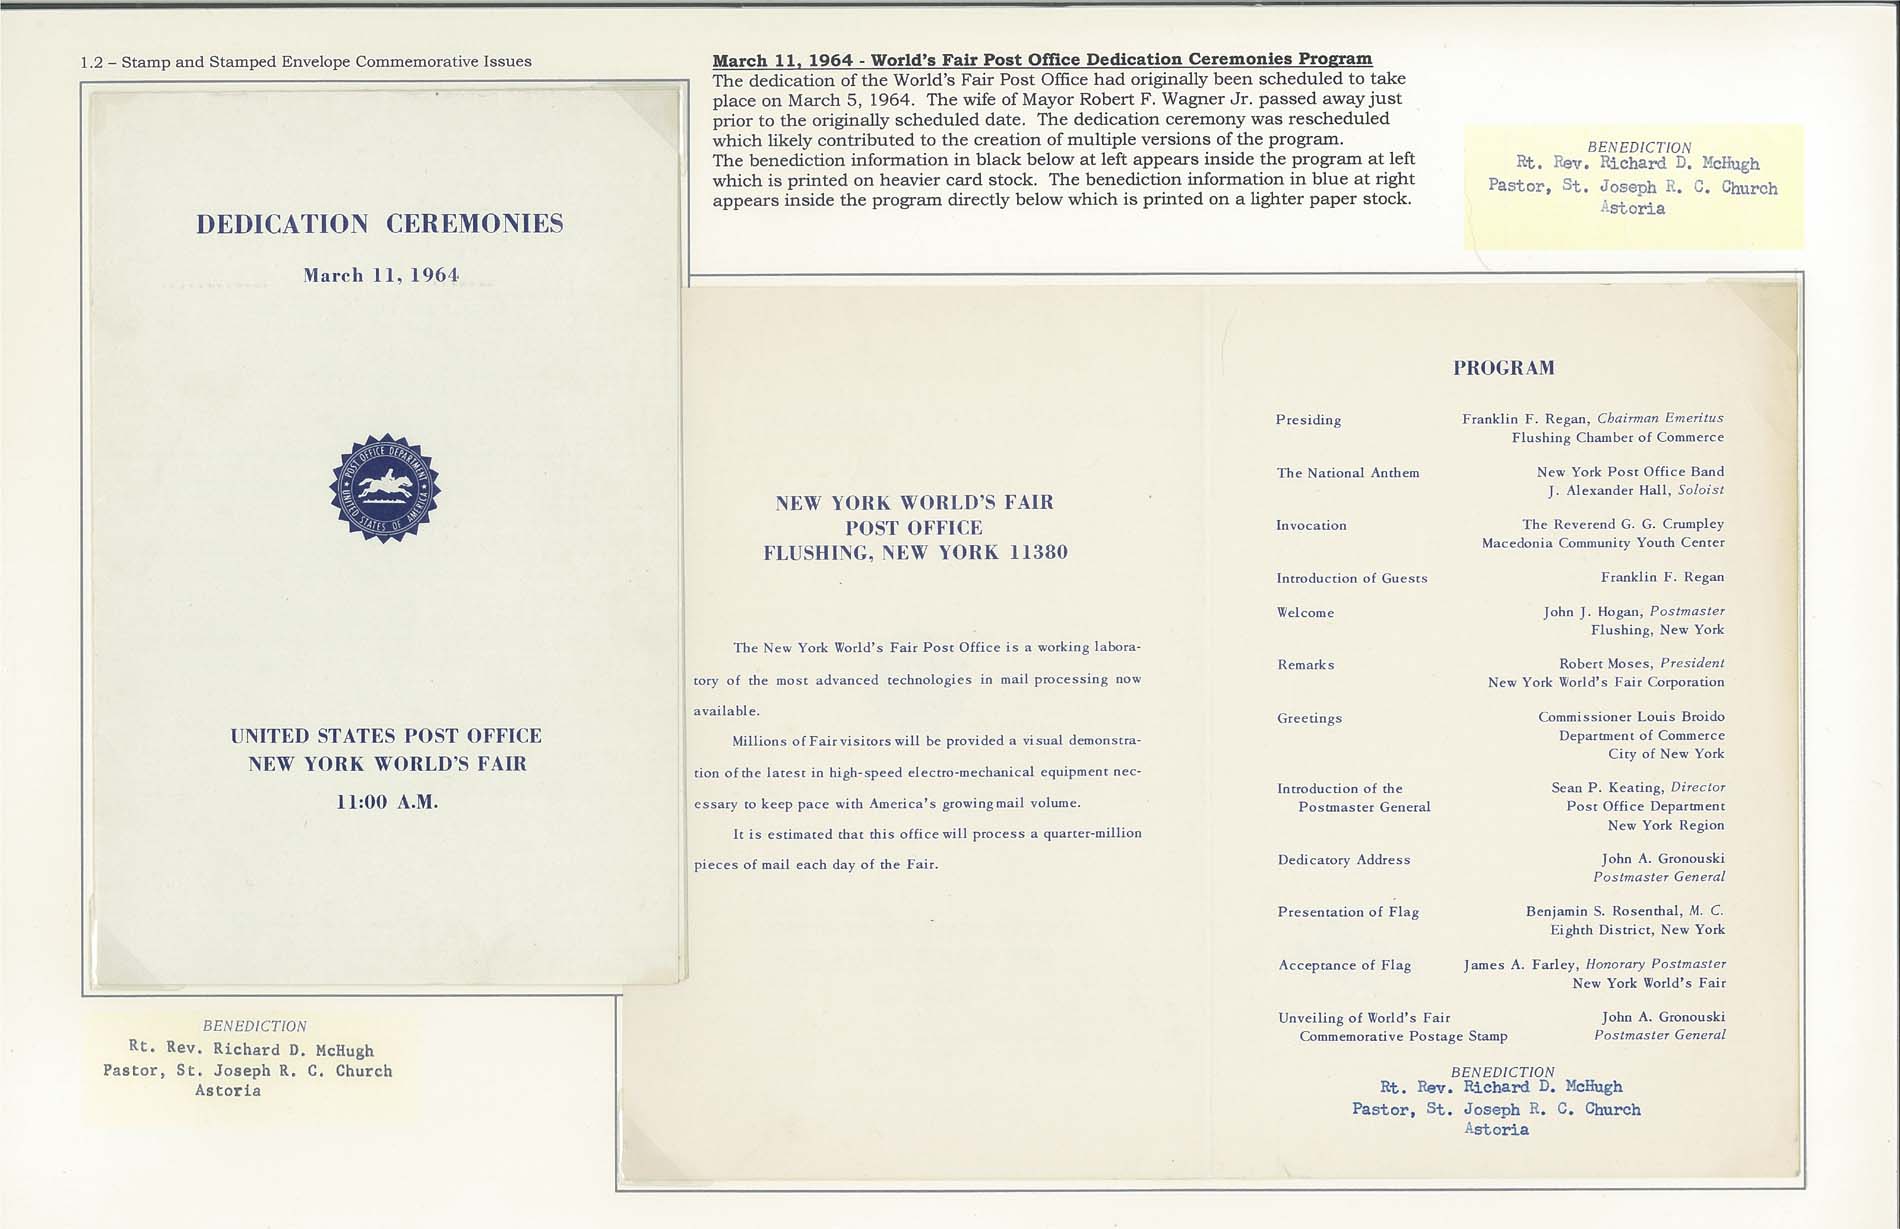 1.2 – Stamp and Stamped Envelope Commemorative Issues
March 11, 1964 - World's Fair Post Office Dedication Ceremonies Program
The dedication of the World's Fair Post Office had originally been scheduled to take
place on March 5, 1964.  The wife of Mayor Robert F. Wagner Jr. passed away just
prior to the originally scheduled date.  The dedication ceremony was rescheduled
which likely contributed to the creation of multiple versions of the program.
The benediction information in black below at left appears inside the program at left
which is printed on heavier card stock.  The benediction information in blue at right
appears inside the program directly below which is printed on a lighter paper stock.
BENEDICTION
Rt. Rev. Richard D. McHugh
Pastor, St. Joseph R. C. Church
Astoria
DEDICATION CEREMONIES
March 11, 1964
POST OFFICE DEPARTMENT
UNITED STATES OF AMERICA
UNITED STATES POST OFFICE
NEW YORK WORLD'S FAIR
11:00 A.M.
BENEDICTION
Rt. Rev. Richard D. McHugh
Pastor, St. Joseph R. C. Church
Astoria
NEW YORK WORLD'S FAIR
POST OFFICE
FLUSHING, NEW YORK 11380
The New York World's Fair Post Office is a working labora-
tory of the most advanced technologies in mail processing now
available.
Millions of Fair visitors will be provided a visual demonstra-
tion of the latest in high-speed electro-mechanical equipment nec-
essary to keep pace with America's growing mail volume.
It is estimated that this office will process a quarter-million
pieces of mail each day of the Fair.
PROGRAM
Presiding Franklin F. Regan, Chairman Emeritus
Flushing Chamber of Commerce
The National Anthem New York Post Office Band
J. Alexander Hall, Soloist
Invocation The Reverend G. G. Crumpley
Macedonia Community Youth Center
Introduction of Guests Franklin F. Regan
Welcome John J. Hogan, Postmaster
Flushing, New York
Remarks Robert Moses, President
New York World's Fair Corporation
Greetings Commissioner Louis Broido
Department of Commerce
City of New York
Introduction of the Sean P. Keating, Director
Postmaster General Post Office Department
New York Region
Dedicatory Address John A. Gronouski
Postmaster General
Presentation of Flag Benjamin S. Rosenthal, M. C.
Eighth District, New York
Acceptance of Flag James A. Farley, Honorary Postmaster
New York World's Fair
Unveiling of World's Fair John A. Gronouski
Commemorative Postage Stamp Postmaster General
BENEDICTION
Rt. Rev. Richard D. McHugh
Pastor, St. Joseph R. C. Church
Astoria